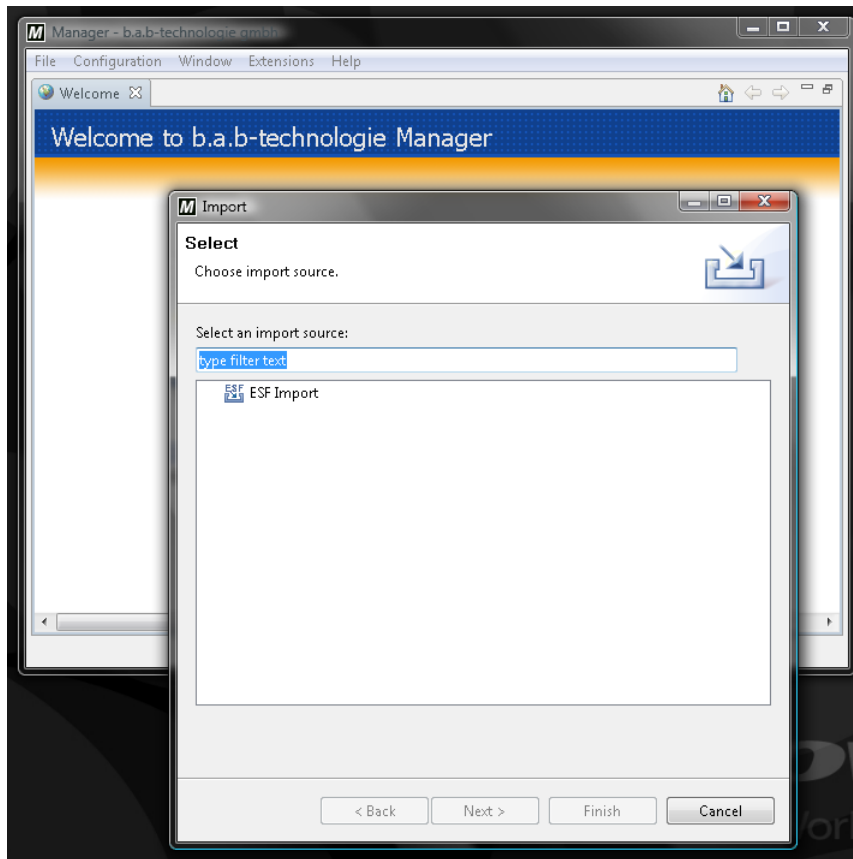 M Manager - b.a.b-technologie gmbh
File Configuration Window Extensions Help
Welcome
Welcome to b.a.b-technologie Manager
M Import
Select
Choose import source.
Select an import source:
type filter text
ESF ESF Import
< Back Next > Finish Cancel